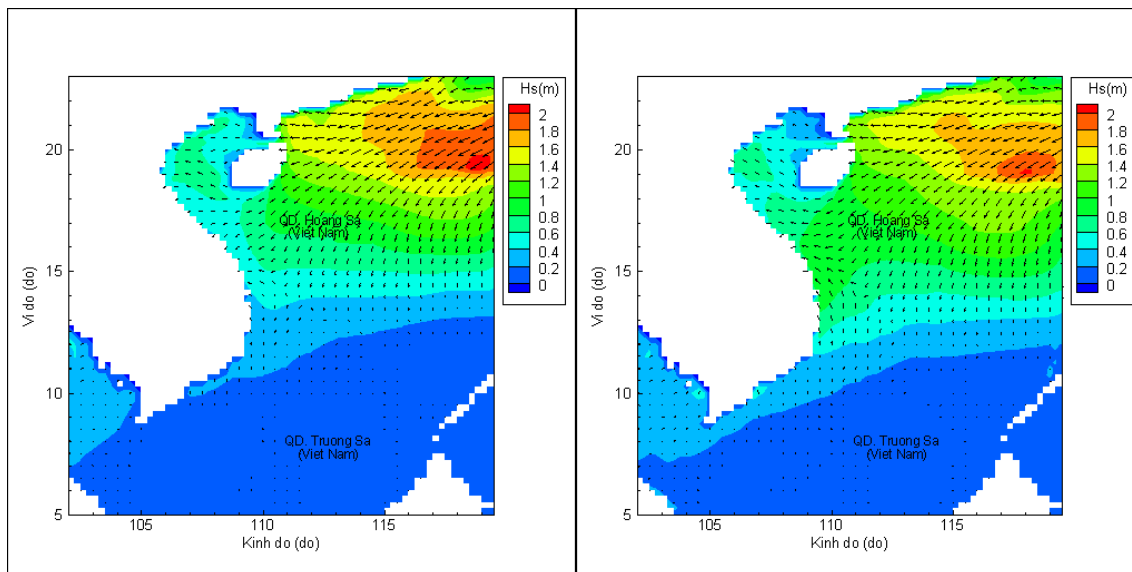 Hs(m)
2
1.8
1.6
1.4
1.2
1
0.8
0.6
0.4
0.2
0
20
15
10
5
Vi do (do)
QD. Hoang Sa
(Viet Nam)
QD. Truong Sa
(Viet Nam)
105
110
115
Kinh do (do)
Hs(m)
2
1.8
1.6
1.4
1.2
1
0.8
0.6
0.4
0.2
0
20
15
10
5
Vi do (do)
QD. Hoang Sa
(Viet Nam)
QD. Truong Sa
(Viet Nam)
105
110
115
Kinh do (do)